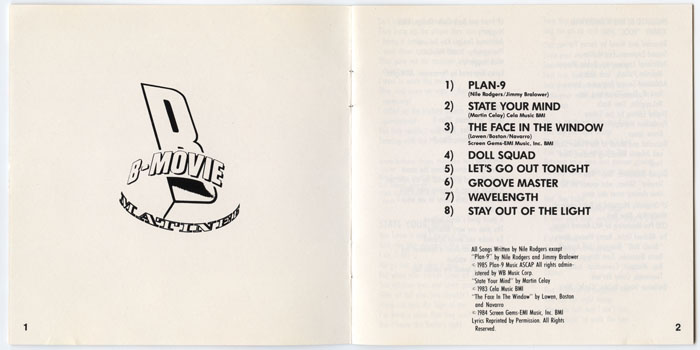 B
B-MOVIE
MATINEE
1
1) PLAN-9
(Nile Rodgers/Jimmy Bralower)
2) STATE YOUR MIND
(Martin Celay) Cela Music BMI
3) THE FACE IN THE WINDOW
(Lowen/Boston/Navarro)
Screen Gems-EMI Music, Inc. BMI
4) DOLL SQUAD
5) LET'S GO OUT TONIGHT
6) GROOVE MASTER
7) WAVELENGTH
8) STAY OUT OF THE LIGHT
All Songs Written by Nile Rodgers except
"Plan-9" by Nile Rodgers and Jimmy Bralower
© 1985 Plan-9 Music ASCAP All rights admin-
istered by WB Music Corp.
"State Your Mind" by Martin Celay
© 1983 Cela Music BMI
"The Face In The Window" by Lowen, Boston
and Navarro
© 1984 Screen Gems-EMI Music, Inc. BMI
Lyrics Reprinted by Permission. All Rights
Reserved.
2